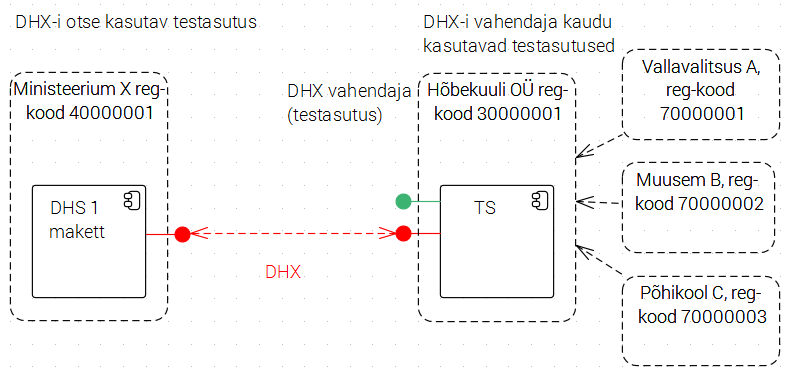 DHX-i otse kasutav testasutus
DHX-i vahendaja kaudu
kasutavad testasutused
Ministeerium X reg-
kood 40000001
DHS 1
makett
DHX
DHX vahendaja
(testasutus)
Hõbekuuli OÜ reg-
kood 30000001
TS
Vallavalitsus A,
reg-kood
70000001
Muusem B, reg-
kood 70000002
Põhikool C, reg-
kood 70000003